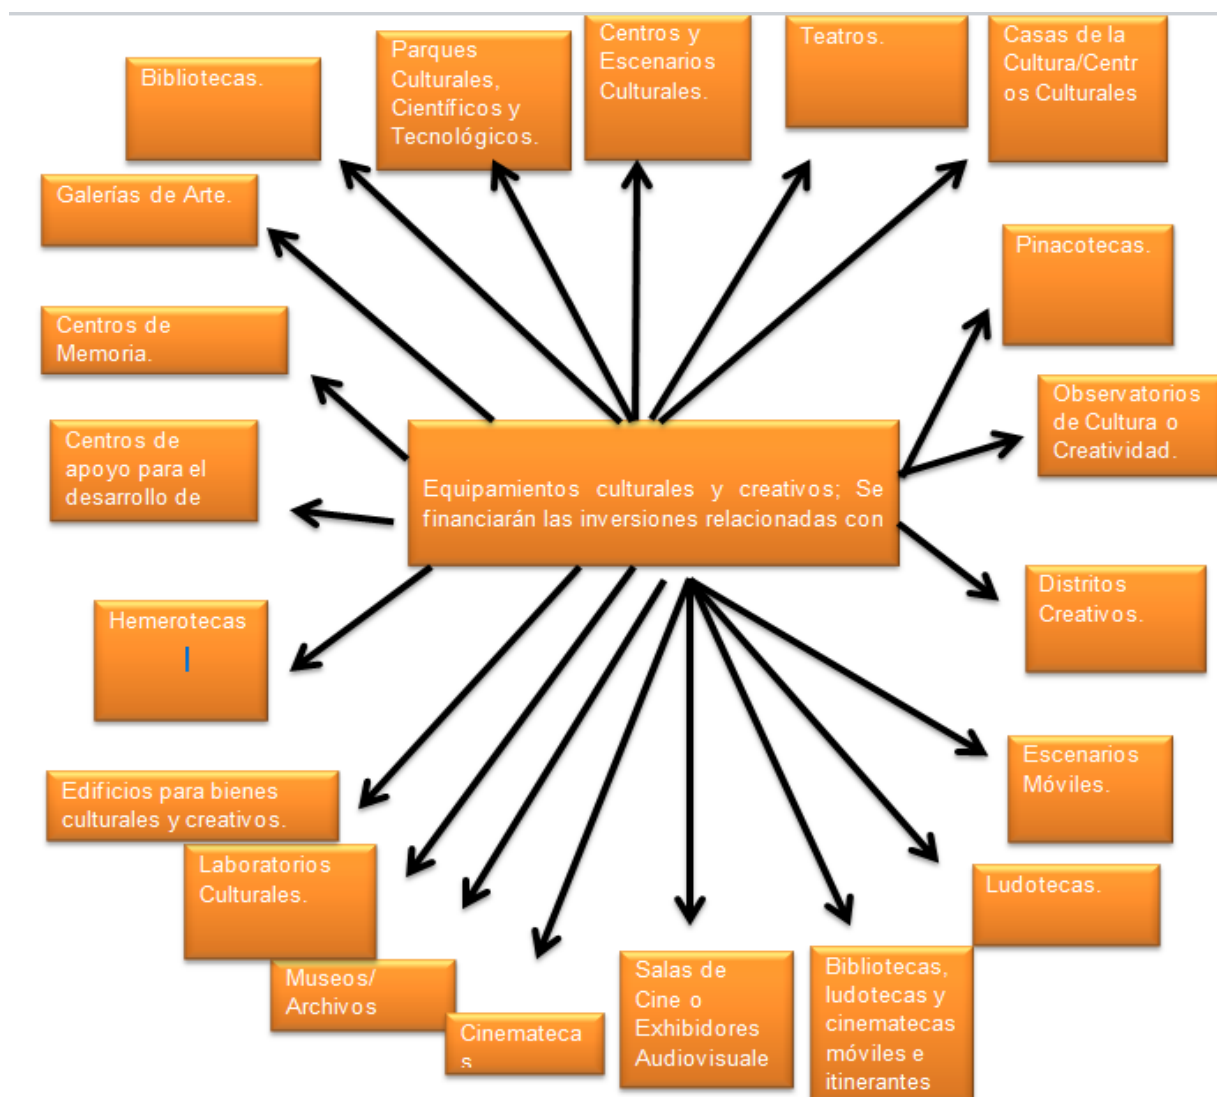 Bibliotecas.
Parques
Culturales,
Científicos y
Tecnológicos.
Centros y
Escenarios
Culturales.
Teatros.
Casas de la
Cultura/Centr
os Culturales
Galerías de Arte.
Pinacotecas.
Centros de
Memoria.
Observatorios
de Cultura o
Creatividad.
Centros de
apoyo para el
desarrollo de
Equipamientos culturales y creativos; Se
financiarán las inversiones relacionadas con
Distritos
Creativos.
Hemerotecas
Escenarios
Móviles.
Edificios para bienes
culturales y creativos.
Laboratorios
Culturales.
Ludotecas.
Museos/
Archivos
Cinemateca
s
Salas de
Cine o
Exhibidores
Audiovisuale
Bibliotecas,
ludotecas y
cinematecas
móviles e
itinerantes